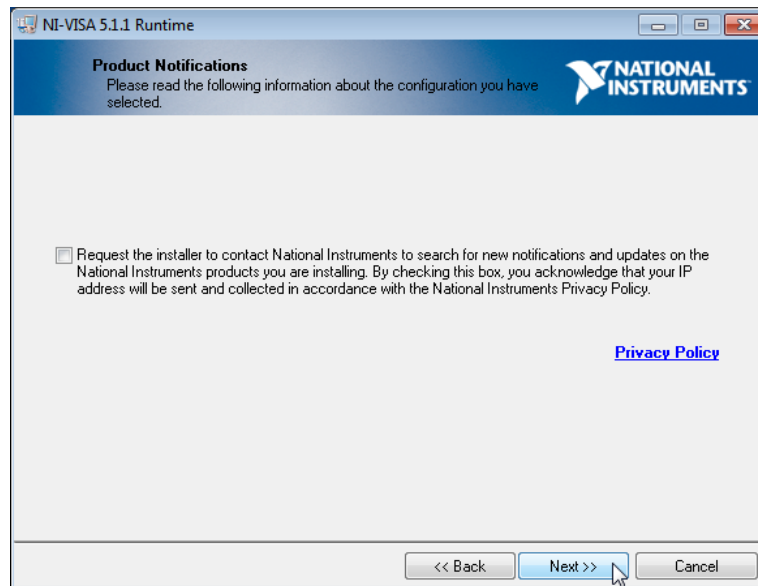 NI-VISA 5.1.1 Runtime
Product Notifications
Please read the following information about the configuration you have
selected.
NATIONAL
INSTRUMENTS
Request the installer to contact National Instruments to search for new notifications and updates on the
National Instruments products you are installing. By checking this box, you acknowledge that your IP
address will be sent and collected in accordance with the National Instruments Privacy Policy.
Privacy Policy
<< Back
Next >>
Cancel